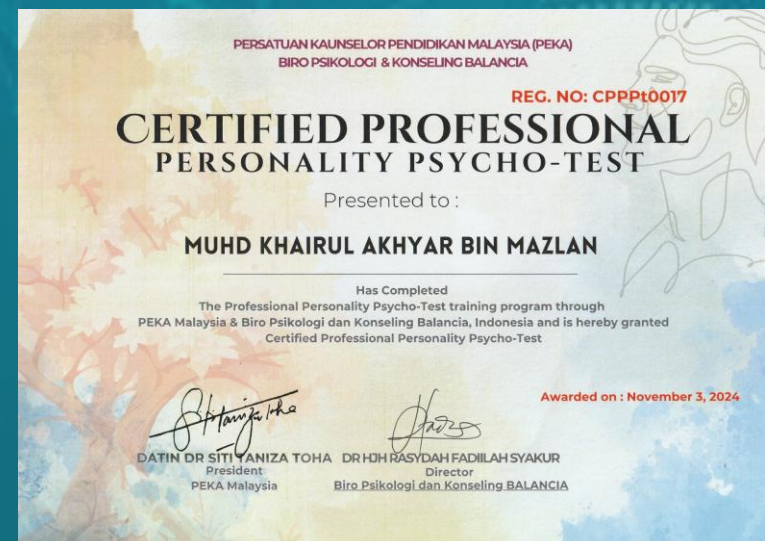 PERSATUAN KAUNSELOR PENDIDIKAN MALAYSIA (PEKA)
BIRO PSIKOLOGI & KONSELING BALANCIA
REG. NO: CPPPt0017
CERTIFIED PROFESSIONAL
PERSONALITY PSYCHO-TEST
Presented to :
MUHD KHAIRUL AKHYAR BIN MAZLAN
Has Completed
The Professional Personality Psycho-Test training program through
PEKA Malaysia & Biro Psikologi dan Konseling Balancia, Indonesia and is hereby granted
Certified Professional Personality Psycho-Test
Awarded on : November 3, 2024
DATIN DR SITI TANIZA TOHA
President
PEKA Malaysia
DR HJH RASYDAH FADIILAH SYAKUR
Director
Biro Psikologi dan Konseling BALANCIA